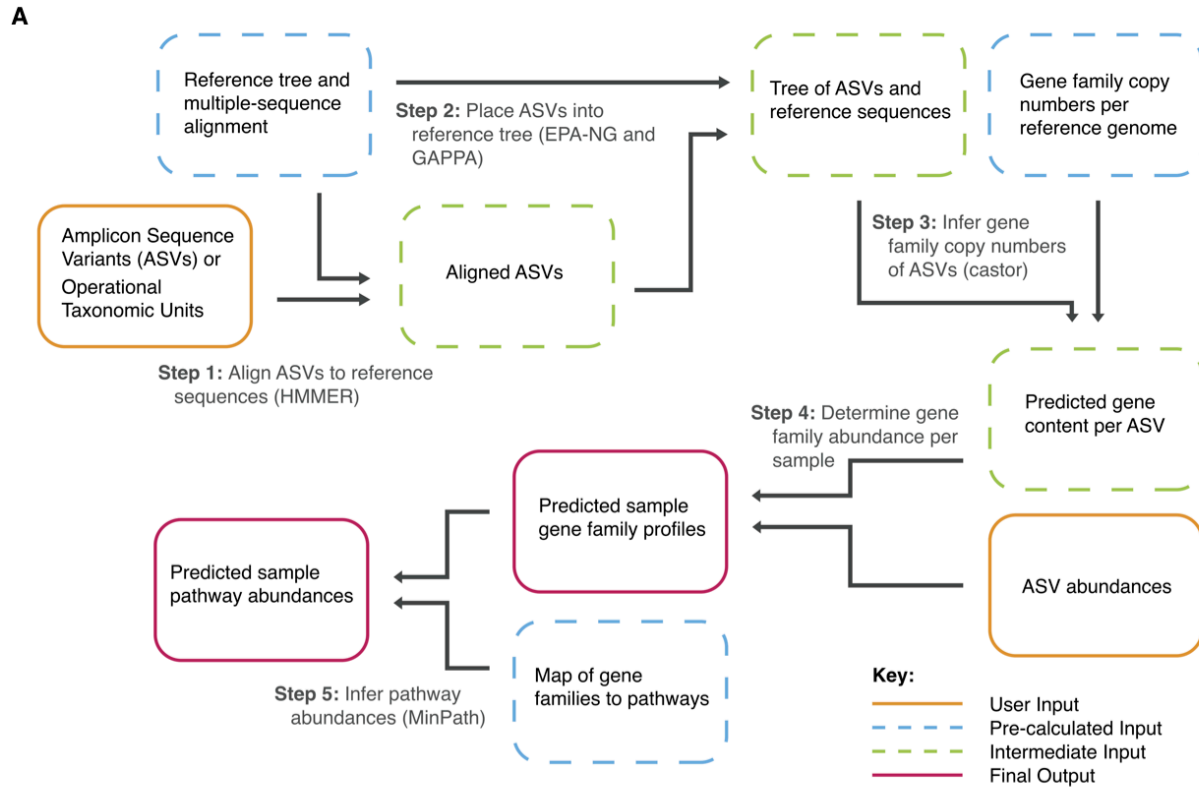 A
Reference tree and
multiple-sequence
alignment
Step 2: Place ASVs into
reference tree (EPA-NG and
GAPPA)
Tree of ASVs and
reference sequences
Gene family copy
numbers per
reference genome
Amplicon Sequence
Variants (ASVs) or
Operational
Taxonomic Units
Aligned ASVs
Step 3: Infer gene
family copy numbers
of ASVs (castor)
Step 1: Align ASVs to reference
sequences (HMMER)
Predicted gene
content per ASV
Step 4: Determine gene
family abundance per
sample
Predicted sample
gene family profiles
Predicted sample
pathway abundances
ASV abundances
Map of gene
families to pathways
Step 5: Infer pathway
abundances (MinPath)
Key:
User Input
Pre-calculated Input
Intermediate Input
Final Output